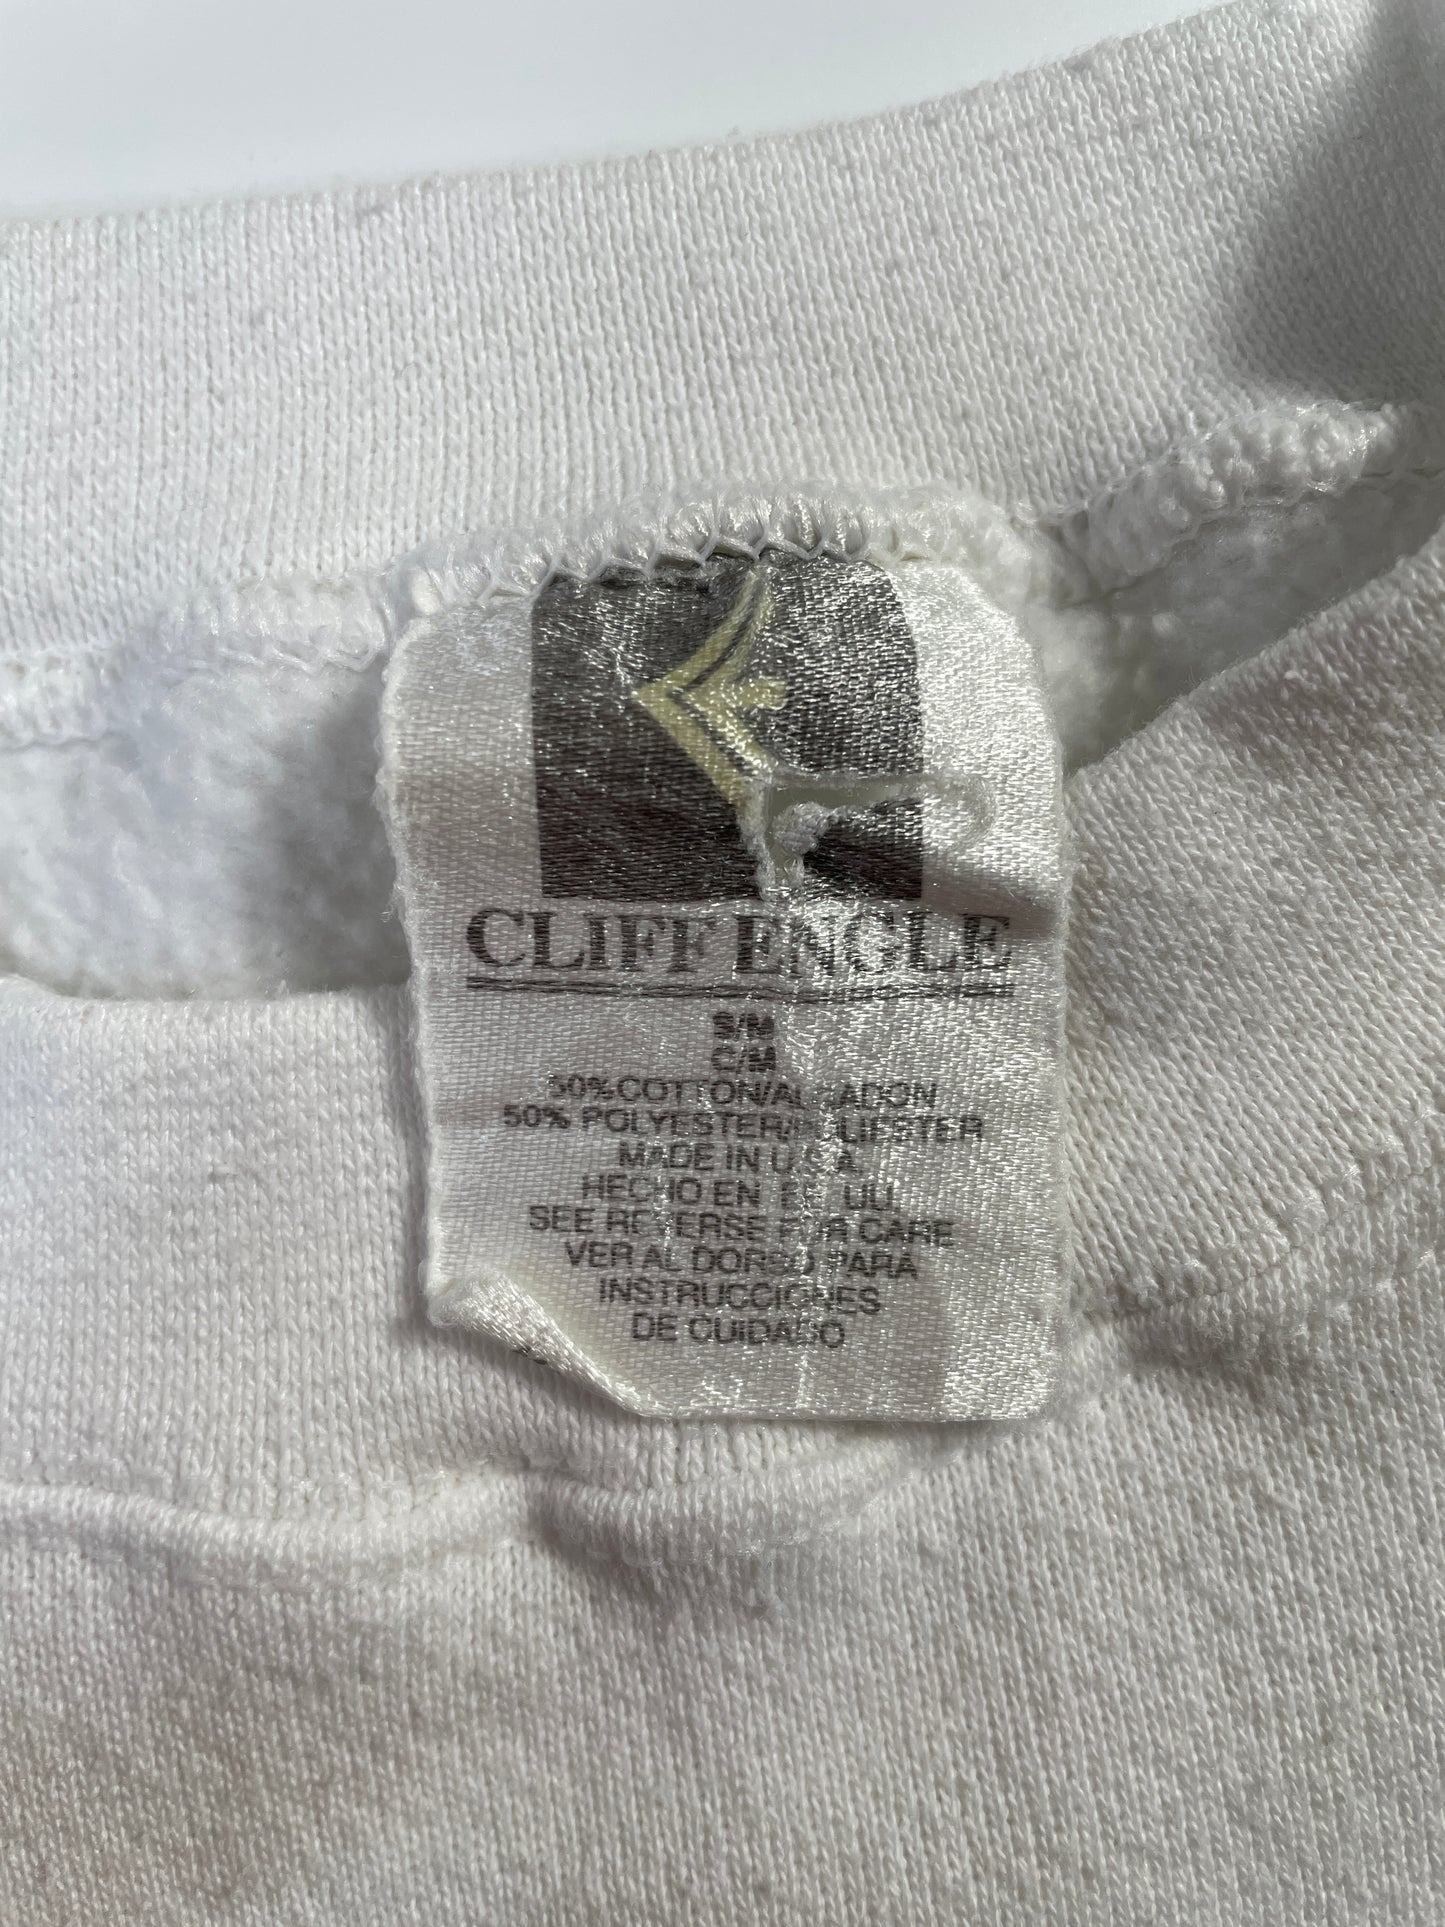 CLIFF ENGLE
S/M
C/M
50% COTTON/ALGADON
50% POLYESTER/POLIESTER
MADE IN U.S.A.
HECHO EN EE. UU.
SEE REVERSE FOR CARE
VER AL DORSO PARA
INSTRUCCIONES
DE CUIDADO